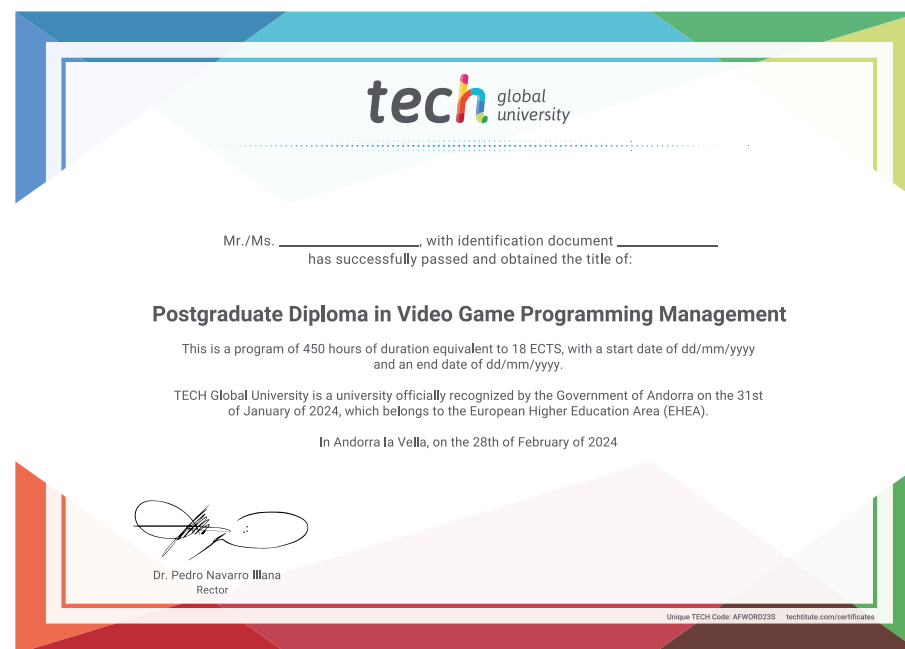 tech global
university
Mr./Ms. ____________, with identification document ____________
has successfully passed and obtained the title of:
Postgraduate Diploma in Video Game Programming Management
This is a program of 450 hours of duration equivalent to 18 ECTS, with a start date of dd/mm/yyyy
and an end date of dd/mm/yyyy.
TECH Global University is a university officially recognized by the Government of Andorra on the 31st
of January of 2024, which belongs to the European Higher Education Area (EHEA).
In Andorra la Vella, on the 28th of February of 2024
Dr. Pedro Navarro Illana
Rector
Unique TECH Code: AFWORD23S techtitute.com/certificates